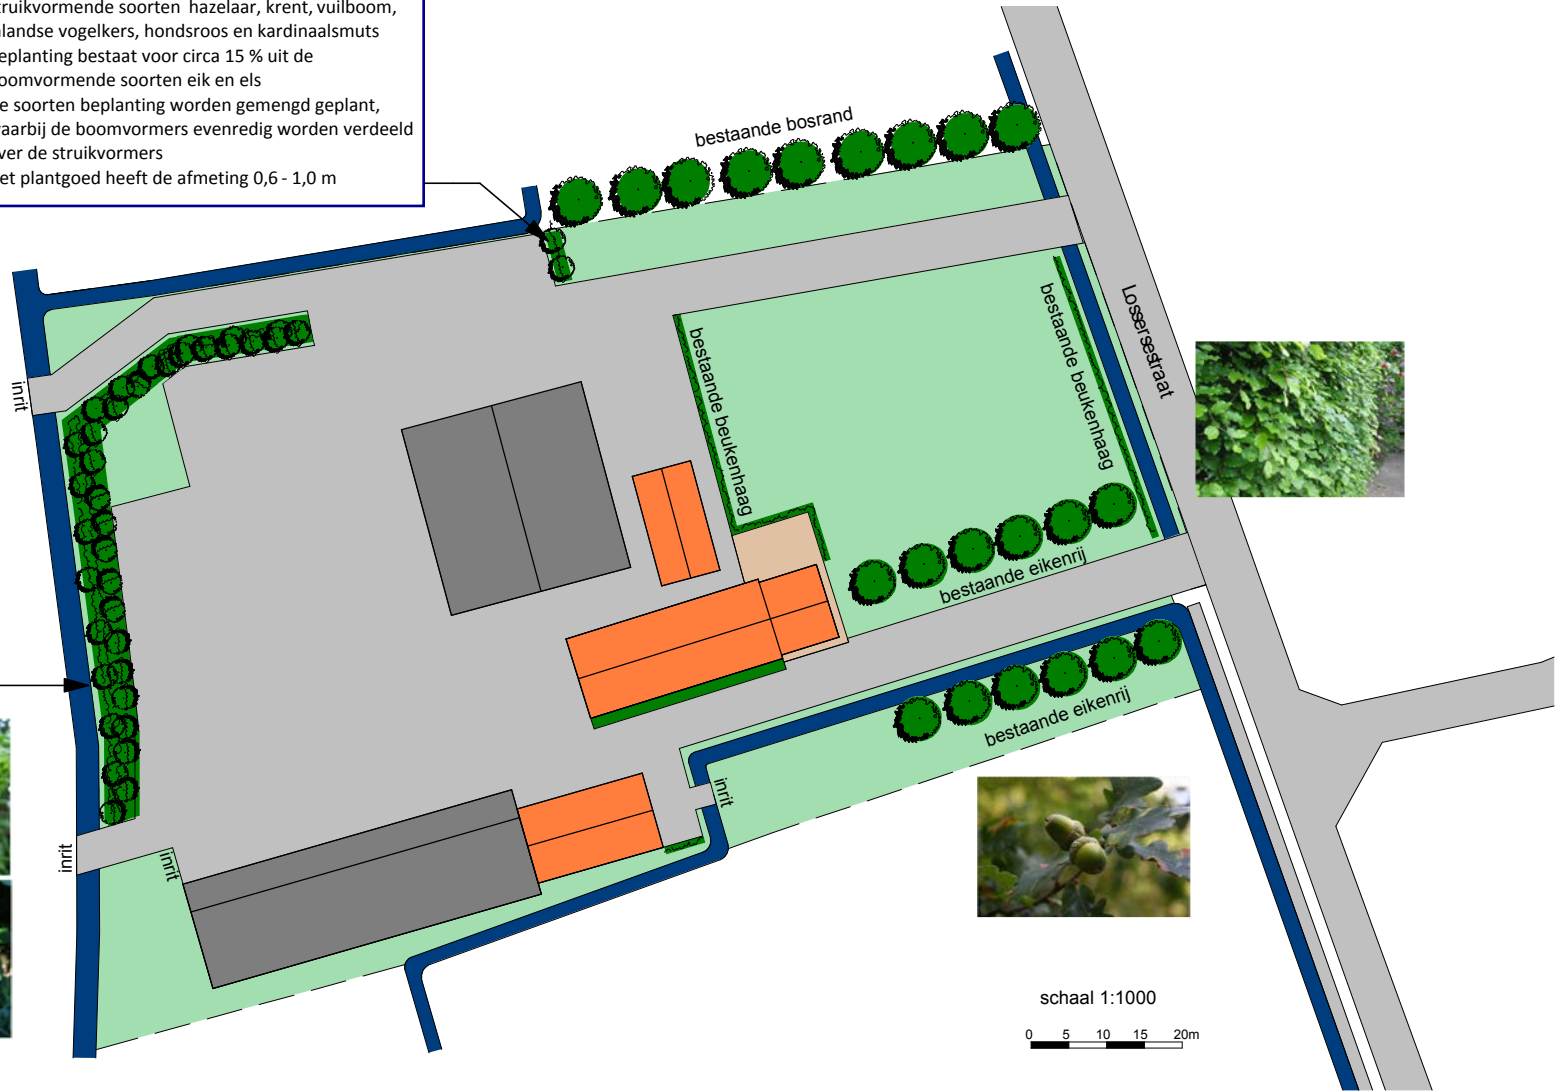 truikvormende soorten hazelaar, krent, vuilboom,
nlandse vogelkers, hondsroos en kardinaalsmuts
eplanting bestaat voor circa 15 % uit de
oomvormende soorten eik en els
e soorten beplanting worden gemengd geplant,
aarbij de boomvormers evenredig worden verdeeld
ver de struikvormers
et plantgoed heeft de afmeting 0,6 - 1,0 m
bestaande bosrand
inrit
bestaande beukenhaag
bestaande beukenhaag
Lossersestraat
bestaande eikenrij
bestaande eikenrij
inrit
inrit
inrit
schaal 1:1000
0 5 10 15 20m